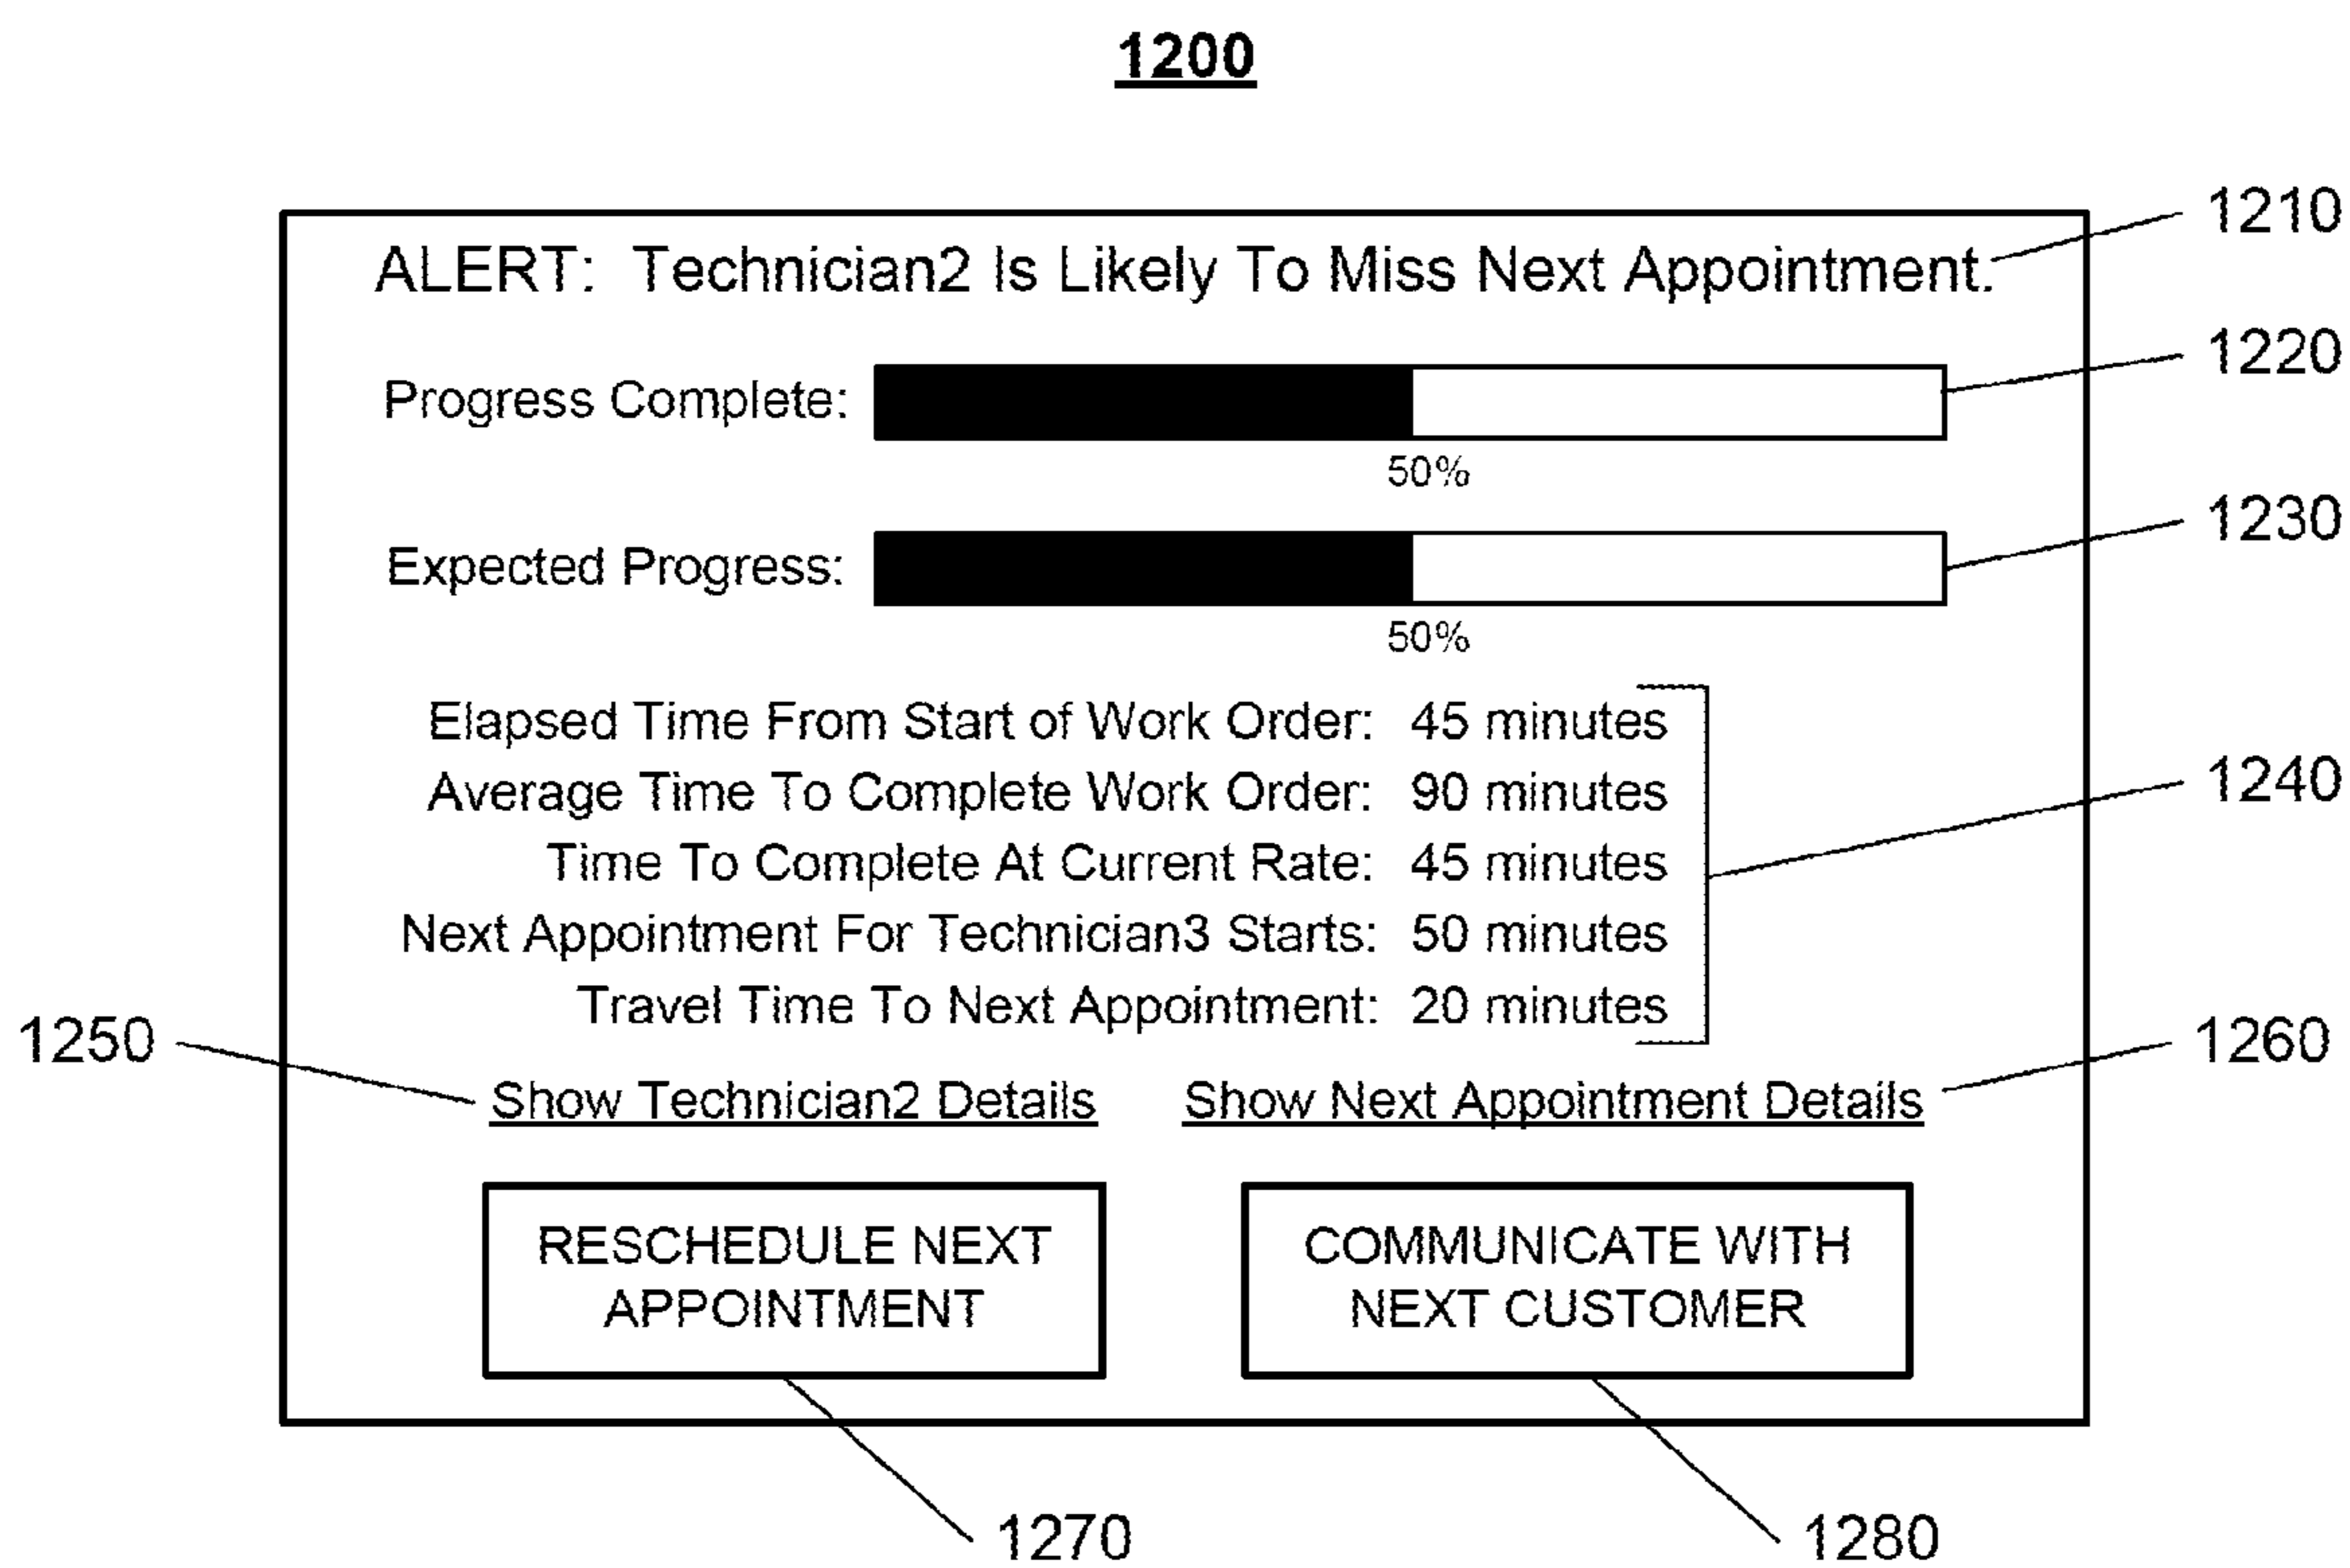 1200
1210
ALERT: Technician2 Is Likely To Miss Next Appointment.
1220
Progress Complete:
50%
1230
Expected Progress:
50%
Elapsed Time From Start of Work Order: 45 minutes
Average Time To Complete Work Order: 90 minutes
1240
Time To Complete At Current Rate: 45 minutes
Next Appointment For Technician3 Starts: 50 minutes
Travel Time To Next Appointment: 20 minutes
1250
1260
Show Technician2 Details
Show Next Appointment Details
RESCHEDULE NEXT
APPOINTMENT
COMMUNICATE WITH
NEXT CUSTOMER
1270
1280